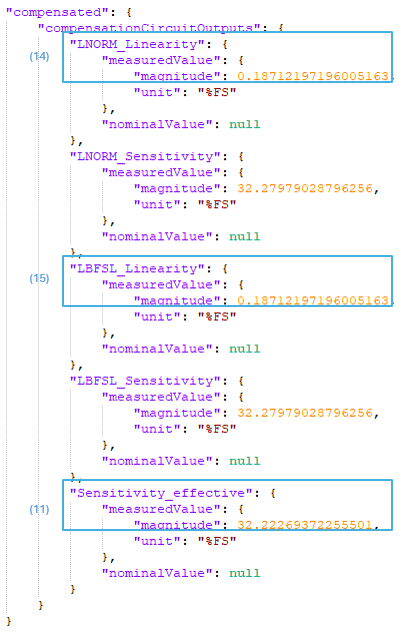 "compensated": {
"compensationCircuitOutputs": {
(14) "LNORM_Linearity": {
"measuredValue": {
"magnitude": 0.18712197196005163,
"unit": "%FS"
},
"nominalValue": null
},
"LNORM_Sensitivity": {
"measuredValue": {
"magnitude": 32.27979028796256,
"unit": "%FS"
},
"nominalValue": null
},
(15) "LBFSL_Linearity": {
"measuredValue": {
"magnitude": 0.18712197196005163,
"unit": "%FS"
},
"nominalValue": null
},
"LBFSL_Sensitivity": {
"measuredValue": {
"magnitude": 32.27979028796256,
"unit": "%FS"
},
"nominalValue": null
},
(11) "Sensitivity_effective": {
"measuredValue": {
"magnitude": 32.22269372255501,
"unit": "%FS"
},
"nominalValue": null
}
}
}